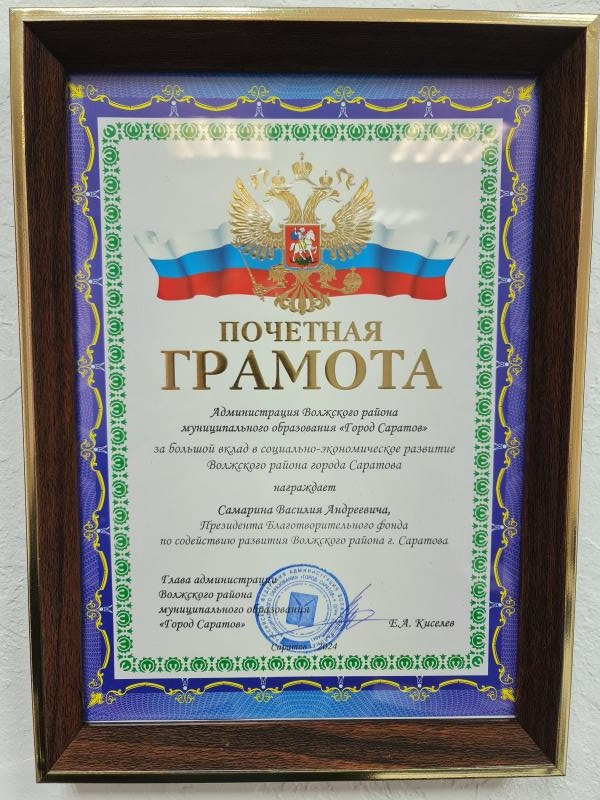 ПОЧЕТНАЯ
ГРАМОТА
Администрация Волжского района
муниципального образования «Город Саратов»
за большой вклад в социально-экономическое развитие
Волжского района города Саратова
награждает
Самарина Василия Андреевича,
Президента Благотворительного фонда
по содействию развития Волжского района г. Саратова
Глава администрации
Волжского района
муниципального образования
«Город Саратов»
Е.А. Киселев
Саратов 2024